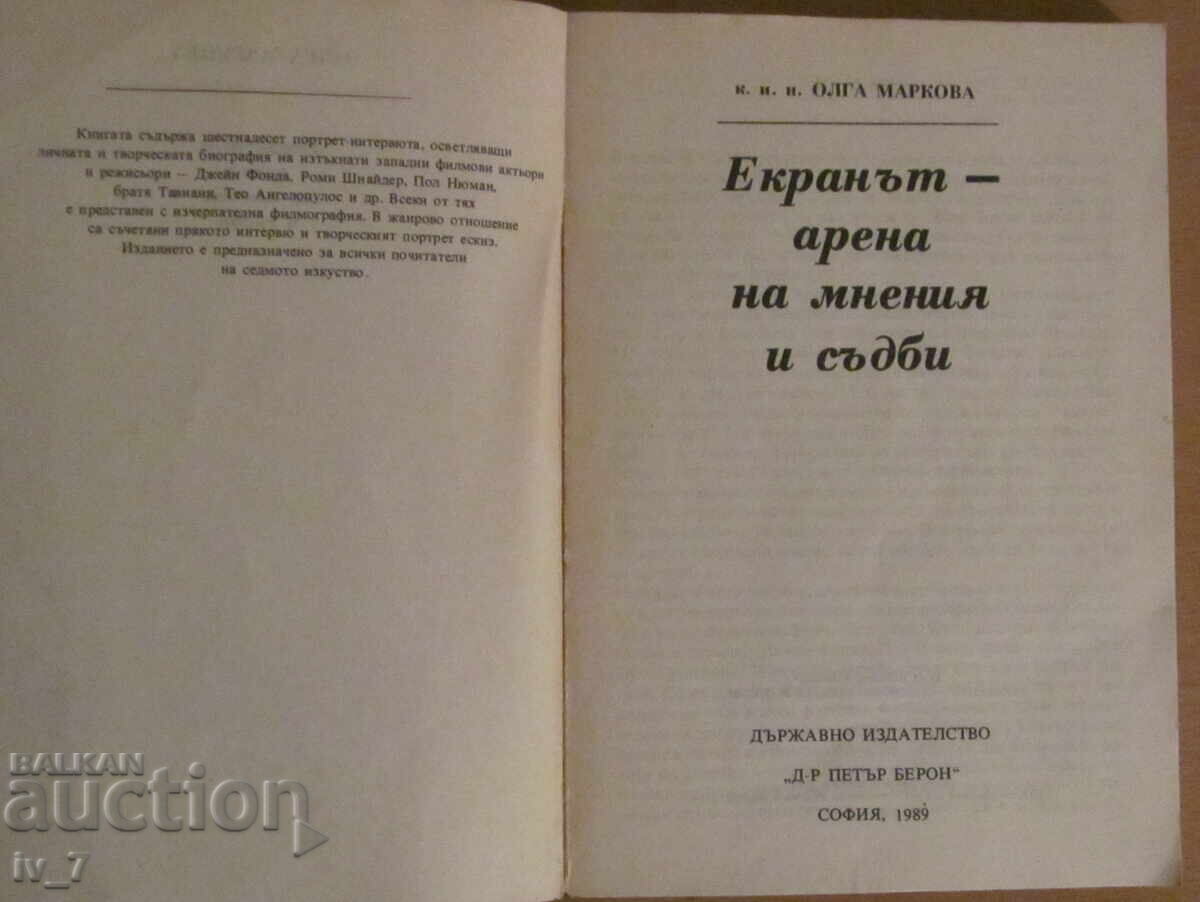 Книгата съдържа шестнадесет портрет-интервюта, осветляващи
личната и творческата биография на изтъкнати западни филмови актьори
и режисьори — Джейн Фонда, Роми Шнайдер, Пол Нюман,
братя Тавиани, Тео Ангелопулос и др. Всеки от тях
е представен с изчерпателна филмография. В жанрово отношение
са съчетани прякото интервю и творческият портрет ескиз.
Изданието е предназначено за всички почитатели
на седмото изкуство.
к. и. н. ОЛГА МАРКОВА
Екранът —
арена
на мнения
и съдби
ДЪРЖАВНО ИЗДАТЕЛСТВО
„Д-Р ПЕТЪР БЕРОН“
СОФИЯ, 1989
BALKAN
auction
iv_7